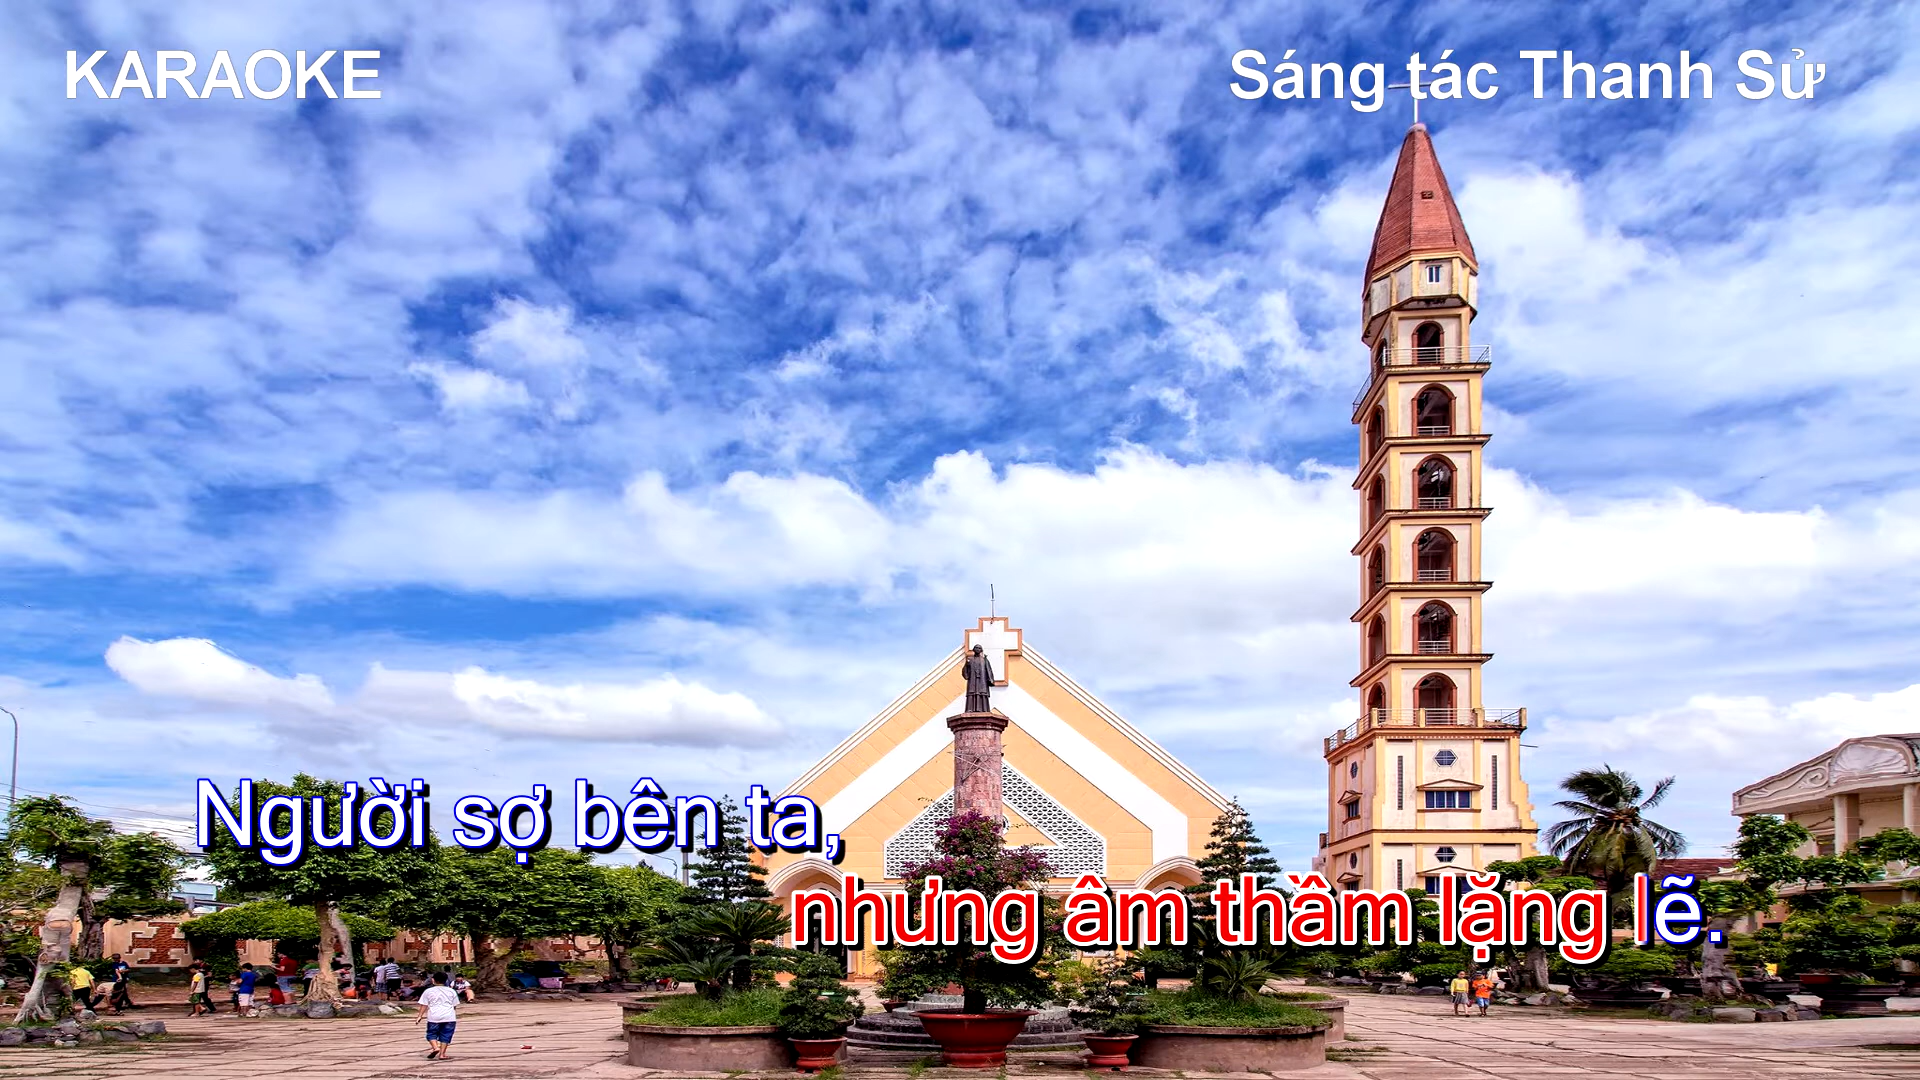 KARAOKE
Sáng tác Thanh Sử
Người sợ bên ta,
nhưng âm thầm lặng lẽ.